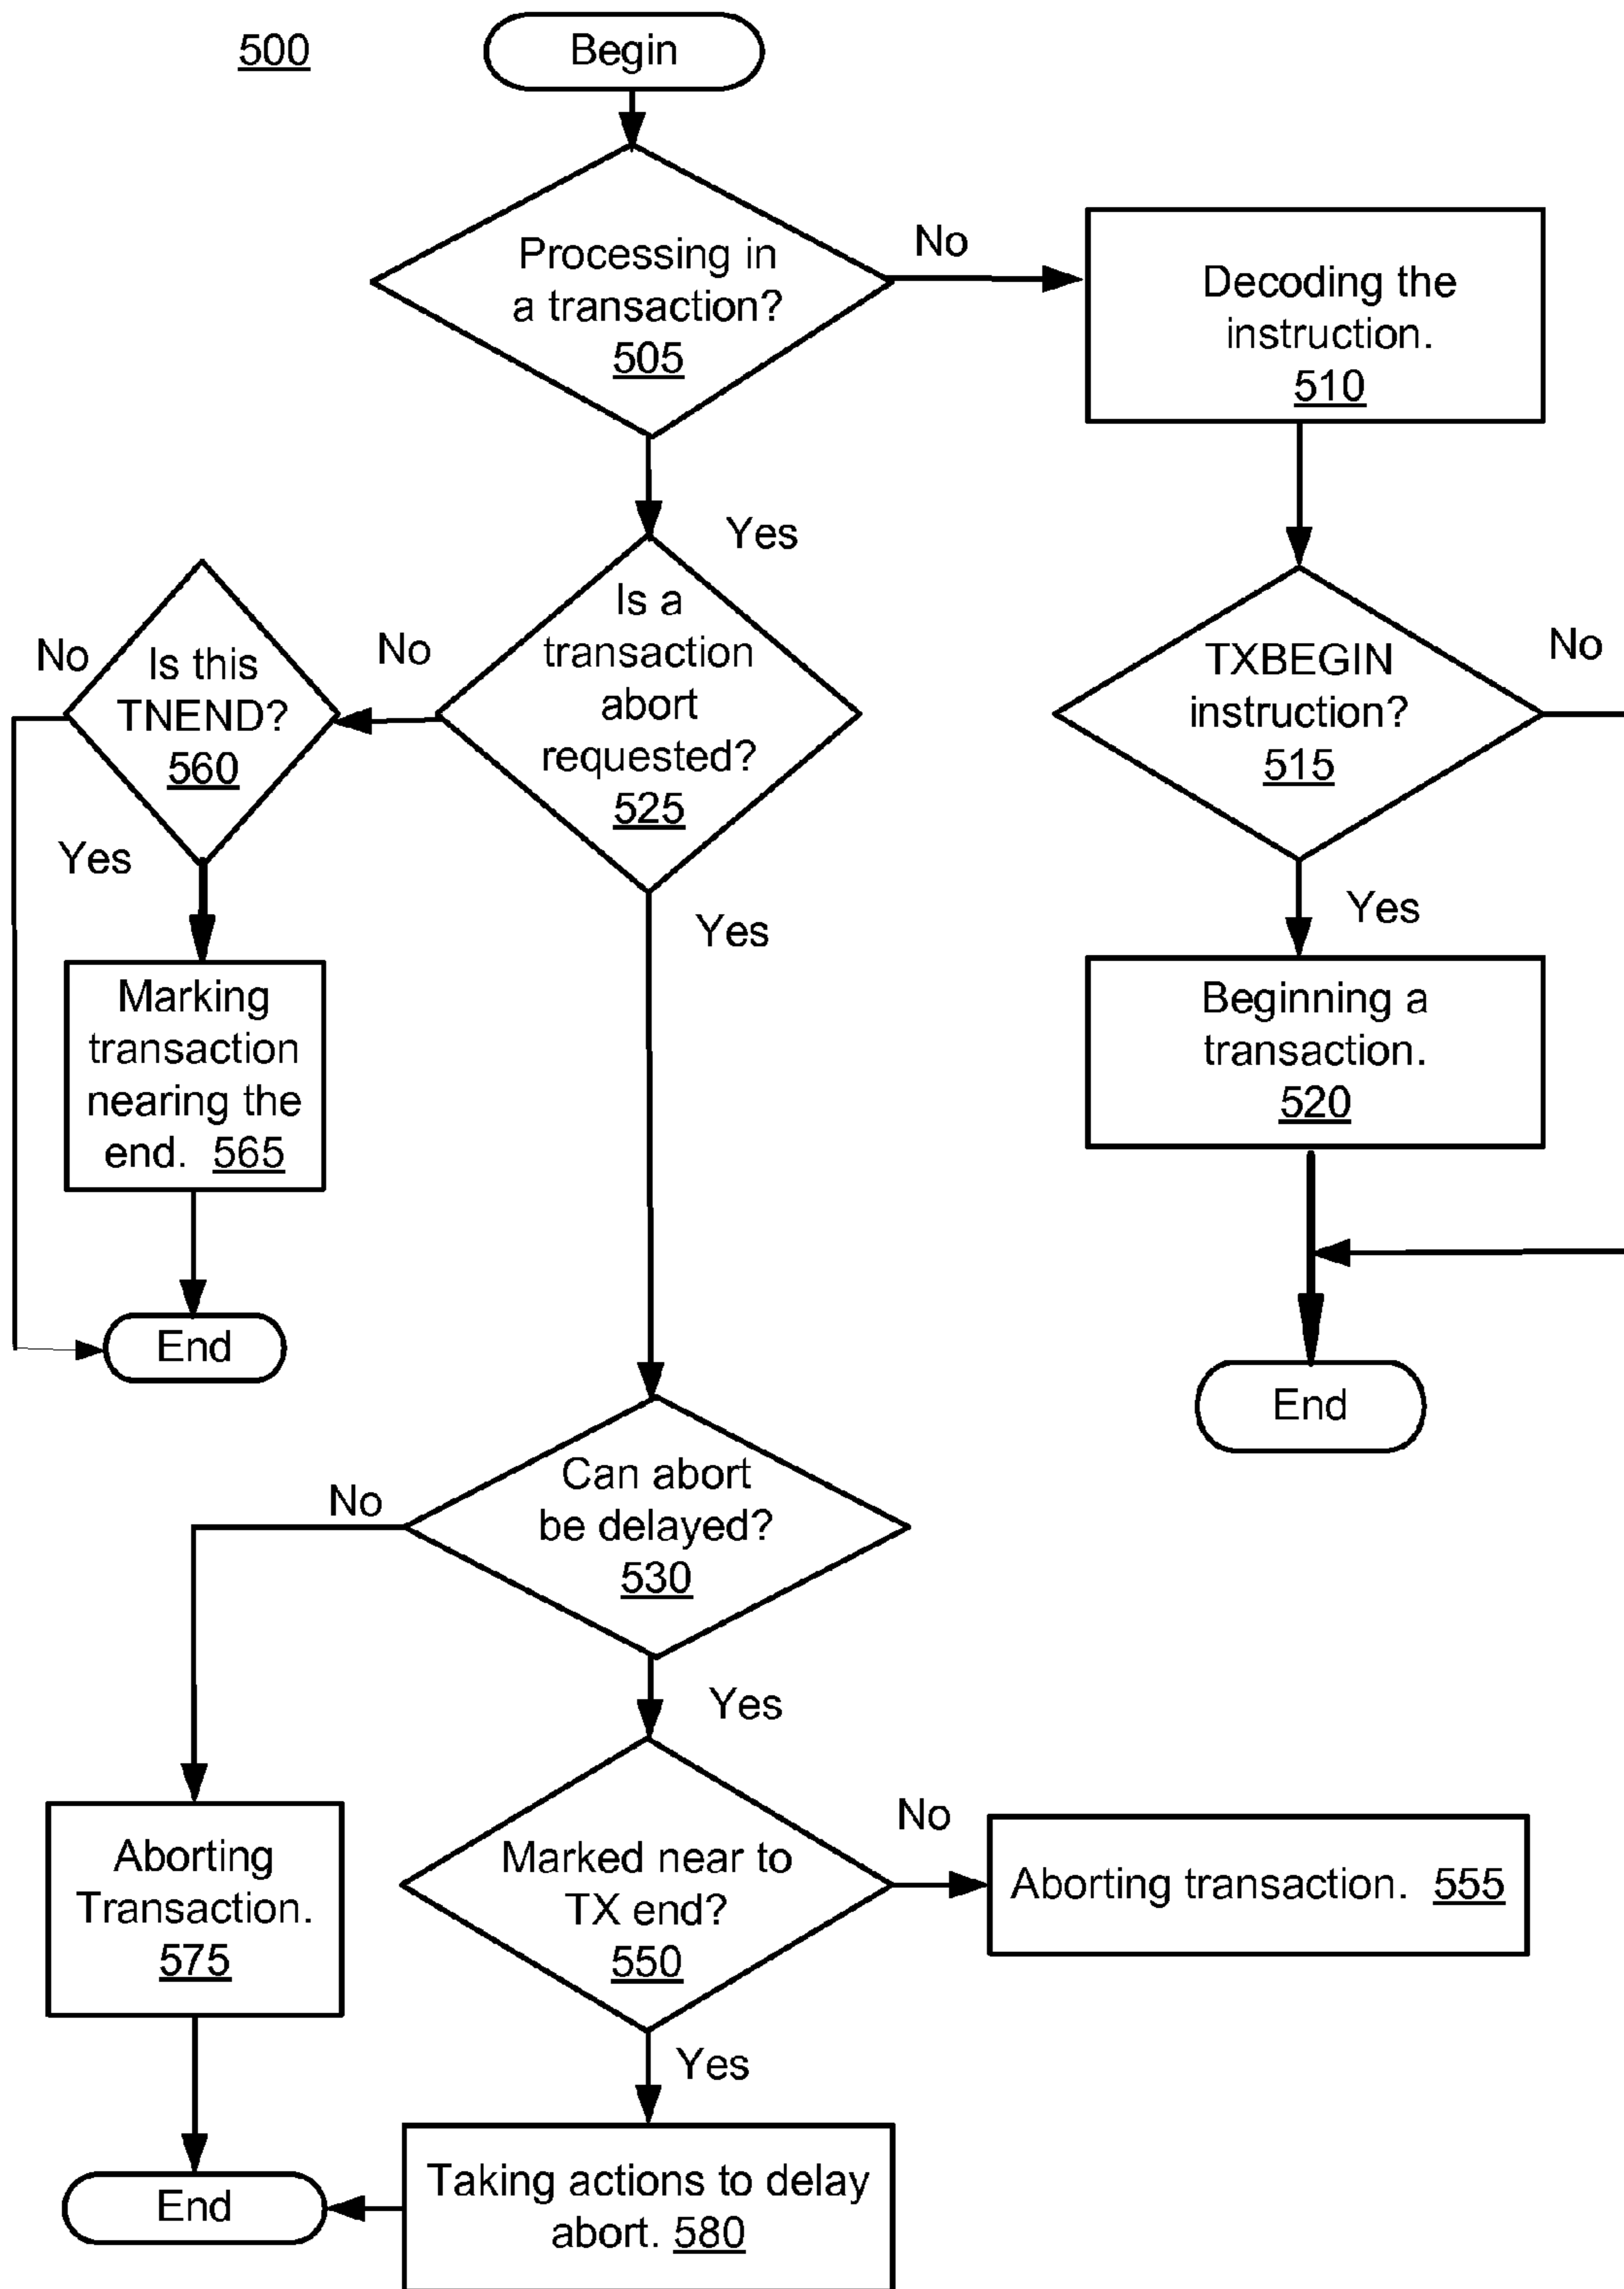 500
Begin
Processing in
a transaction?
505
No
Decoding the
instruction.
510
Yes
Is a
transaction
abort
requested?
525
No
Is this
TNEND?
560
No
Yes
Marking
transaction
nearing the
end. 565
End
TXBEGIN
instruction?
515
No
Yes
Beginning a
transaction.
520
End
Yes
Can abort
be delayed?
530
No
Yes
Aborting
Transaction.
575
Marked near to
TX end?
550
No
Aborting transaction. 555
Yes
Taking actions to delay
abort. 580
End